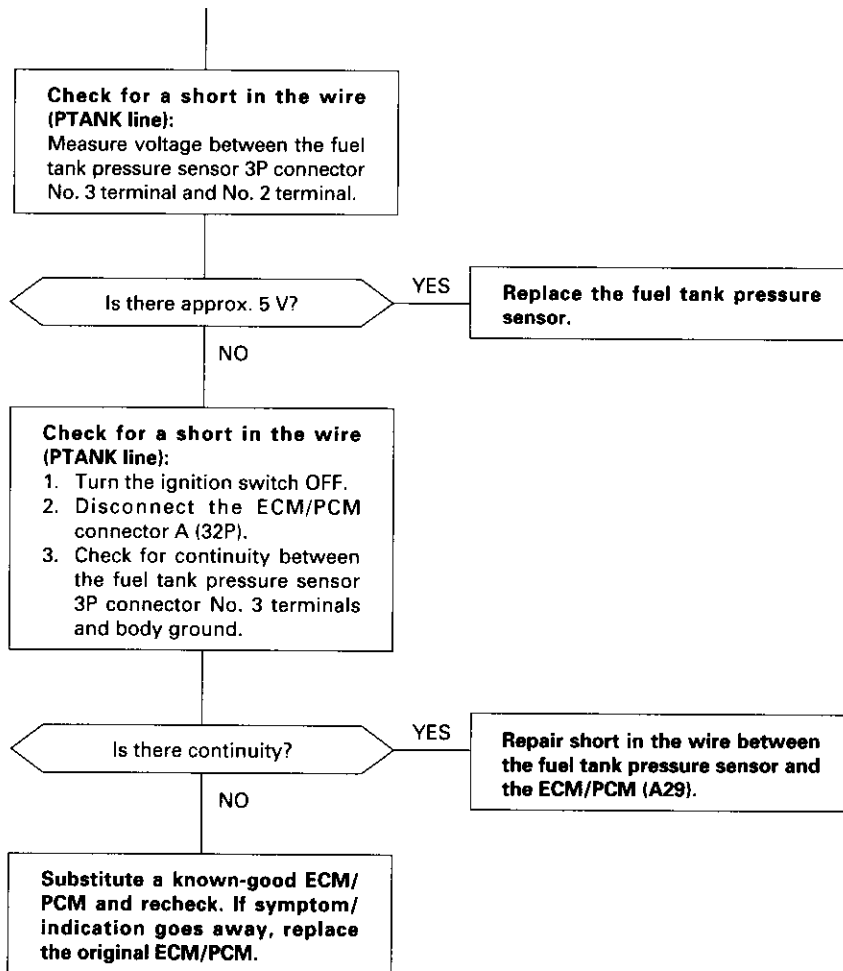 Check for a short in the wire
(PTANK line):
Measure voltage between the fuel
tank pressure sensor 3P connector
No. 3 terminal and No. 2 terminal.
Is there approx. 5 V?
YES
Replace the fuel tank pressure
sensor.
NO
Check for a short in the wire
(PTANK line):
1. Turn the ignition switch OFF.
2. Disconnect the ECM/PCM
connector A (32P).
3. Check for continuity between
the fuel tank pressure sensor
3P connector No. 3 terminals
and body ground.
Is there continuity?
YES
Repair short in the wire between
the fuel tank pressure sensor and
the ECM/PCM (A29).
NO
Substitute a known-good ECM/
PCM and recheck. If symptom/
indication goes away, replace
the original ECM/PCM.